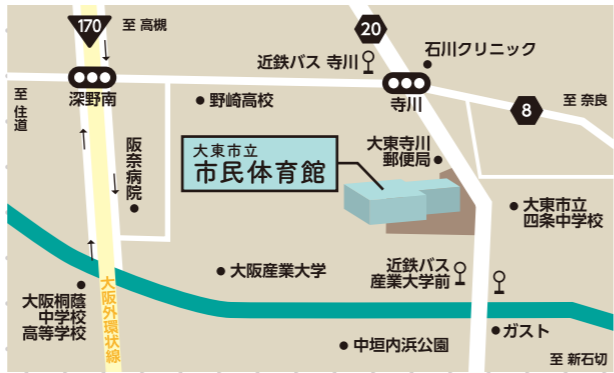 170
至 高槻
20
近鉄バス 寺川
石川クリニック
深野南
寺川
至 住道
野崎高校
8
至 奈良
阪奈病院
大東市立
市民体育館
大東寺川
郵便局
大東市立
四条中学校
大阪産業大学
近鉄バス
産業大学前
大阪桐蔭
中学校
高等学校
大阪外環状線
ガスト
中垣内浜公園
至 新石切